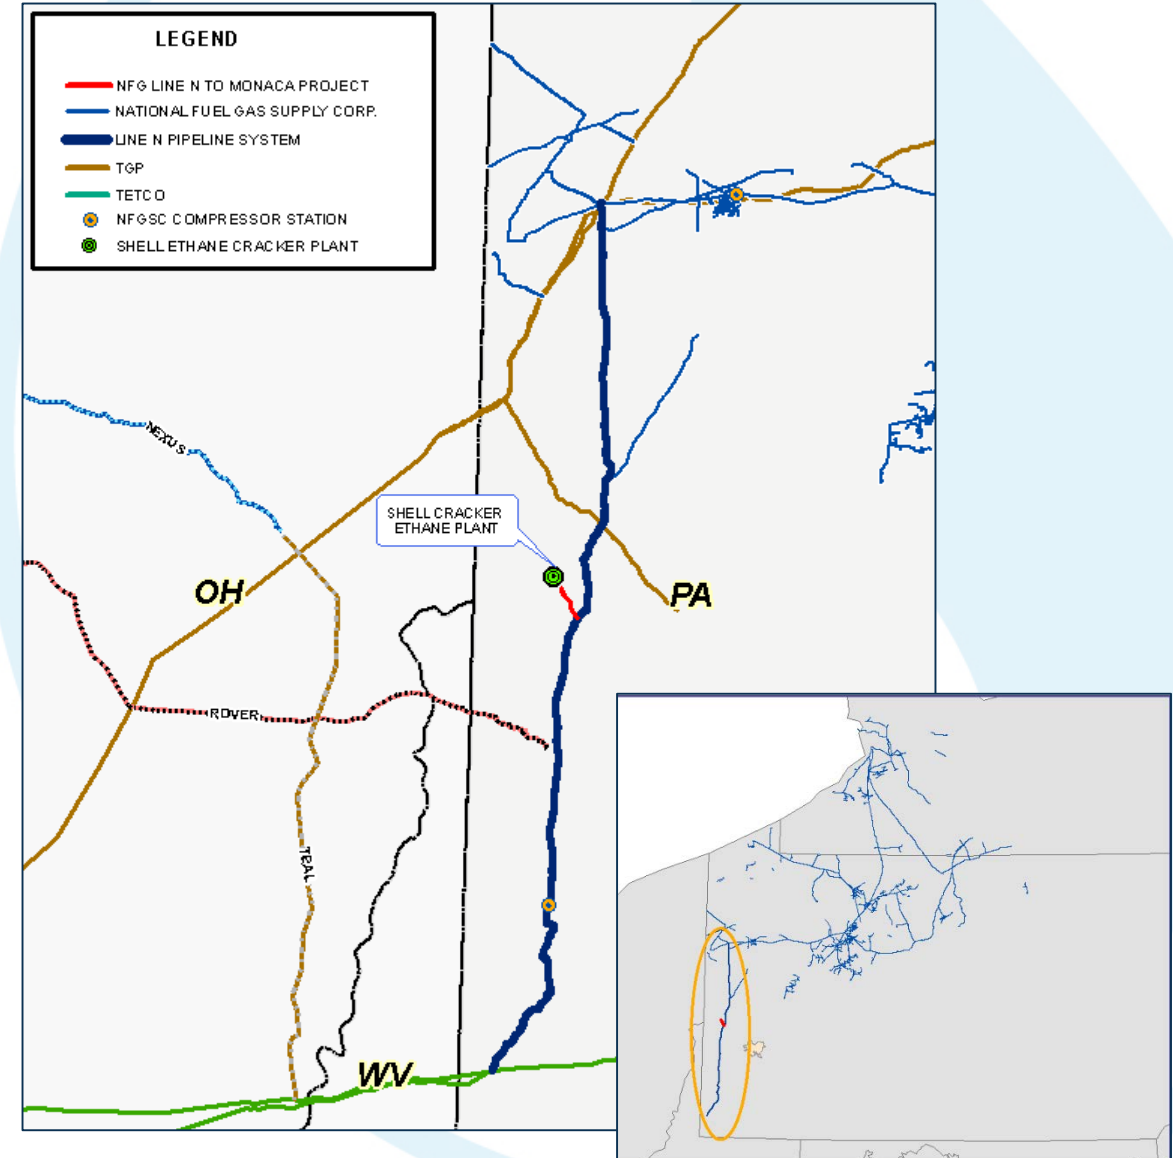 LEGEND
NFG LINE N TO MONACA PROJECT
NATIONAL FUEL GAS SUPPLY CORP.
LINE N PIPELINE SYSTEM
TGP
TETCO
NFGSC COMPRESSOR STATION
SHELL ETHANE CRACKER PLANT
NEXUS
SHELL CRACKER
ETHANE PLANT
OH
PA
ROVER
TEAL
WV